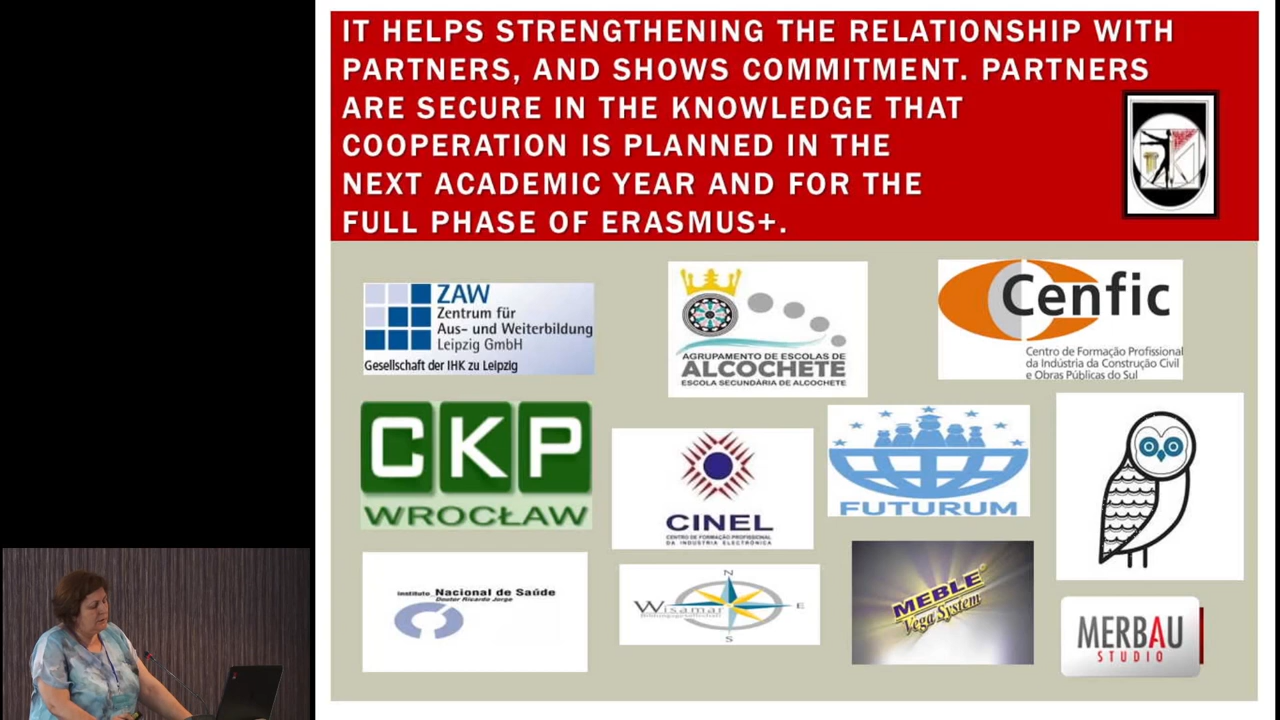 IT HELPS STRENGTHENING THE RELATIONSHIP WITH
PARTNERS, AND SHOWS COMMITMENT. PARTNERS
ARE SECURE IN THE KNOWLEDGE THAT
COOPERATION IS PLANNED IN THE
NEXT ACADEMIC YEAR AND FOR THE
FULL PHASE OF ERASMUS+.
ZAW
Zentrum für
Aus- und Weiterbildung
Leipzig GmbH
Gesellschaft der IHK zu Leipzig
AGRUPAMENTO DE ESCOLAS DE
ALCOCHETE
ESCOLA SECUNDÁRIA DE ALCOCHETE
Cenfic
Centro de Formação Profissional
da Indústria da Construção Civil
e Obras Públicas do Sul
CKP
WROCŁAW
CINEL
CENTRO DE FORMAÇÃO PROFISSIONAL
DA INDÚSTRIA ELECTRÓNICA
FUTURUM
Instituto_Nacional de Saúde
Doutor Ricardo Jorge
N
Wisamar
Bildungsgesellschaft
E
S
MEBLE
Vega System
MERBAU
STUDIO